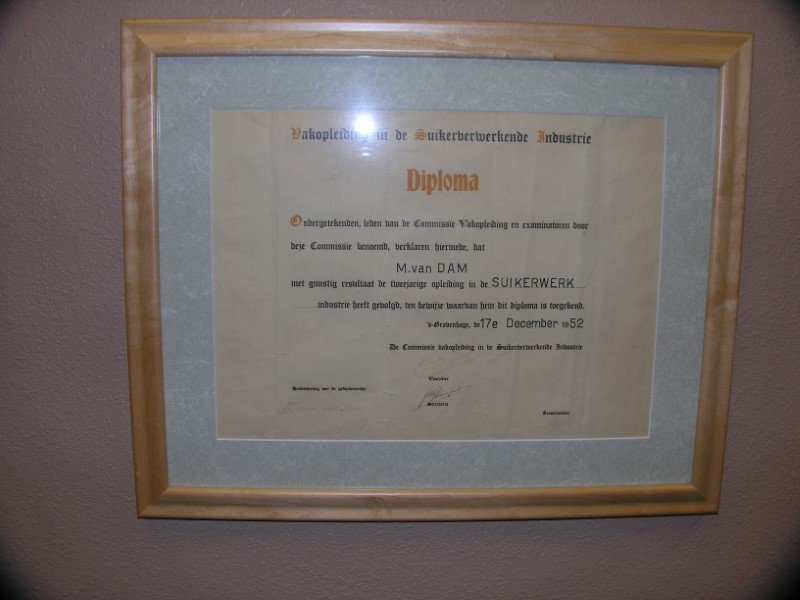 Vakopleiding in de Suikerverwerkende Industrie
Diploma
Ondergetekenden, leden van de Commissie Vakopleiding en examinatoren door
deze Commissie benoemd, verklaren hiermede, dat
M. van DAM
met gunstig resultaat de tweejarige opleiding in de SUIKERWERK
industrie heeft gevolgd, ten bewijze waarvan hem dit diploma is toegekend.
's-Gravenhage, de 17e December 1952
De Commissie vakopleiding in de Suikerverwerkende Industrie
Voorzitter
Handtekening van de gediplomeerde:
Secretaris
Examinatoren